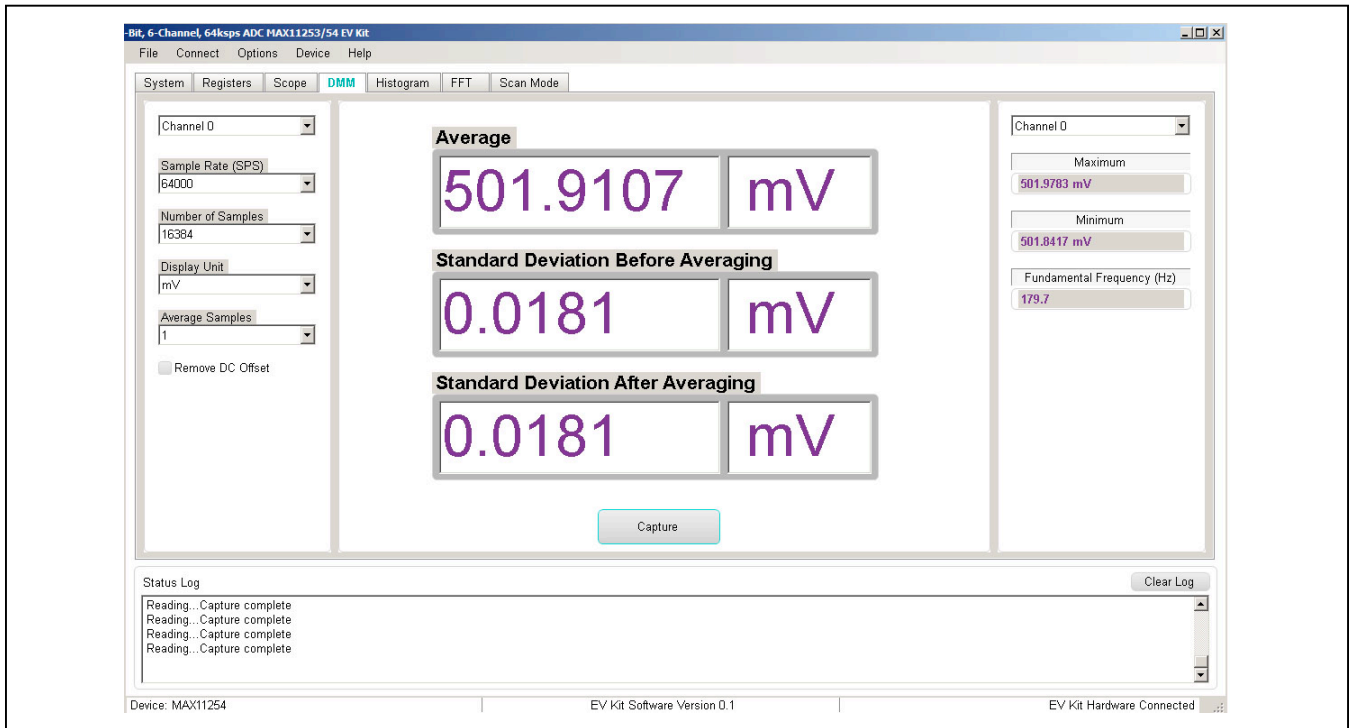 -Bit, 6-Channel, 64ksps ADC MAX11253/54 EV Kit
File Connect Options Device Help
System Registers Scope DMM Histogram FFT Scan Mode
Channel 0
Sample Rate (SPS)
64000
Number of Samples
16384
Display Unit
mV
Average Samples
1
Remove DC Offset
Average
501.9107 mV
Standard Deviation Before Averaging
0.0181 mV
Standard Deviation After Averaging
0.0181 mV
Capture
Channel 0
Maximum
501.9783 mV
Minimum
501.8417 mV
Fundamental Frequency (Hz)
179.7
Status Log
Clear Log
Reading...Capture complete
Reading...Capture complete
Reading...Capture complete
Reading...Capture complete
Device: MAX11254
EV Kit Software Version 0.1
EV Kit Hardware Connected